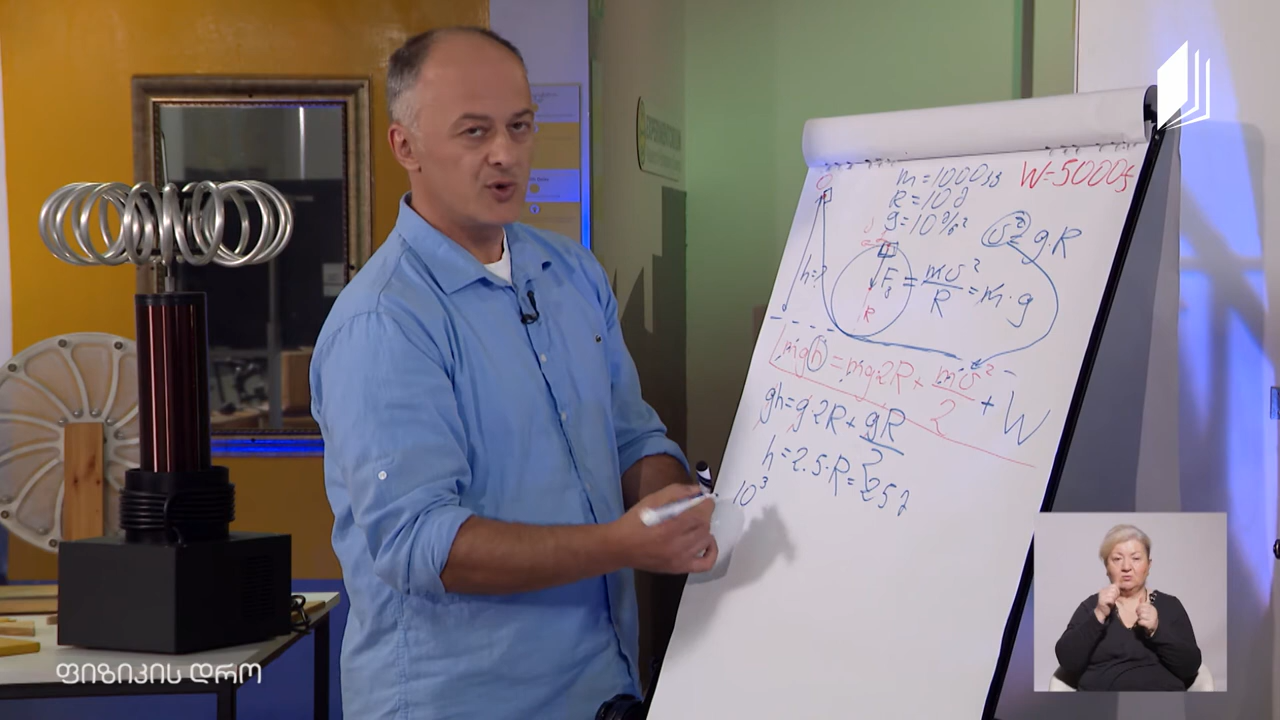 m=1000კგ W=5000ჯ
R=10მ
g=10მ/წ²
υ²=gR
h=?
F = mυ²/R = m·g
R
mgh=mg2R+mυ²/2+W
gh=g2R+gR/2
h=2.5·R=25მ
10³
ფიზიკის დრო